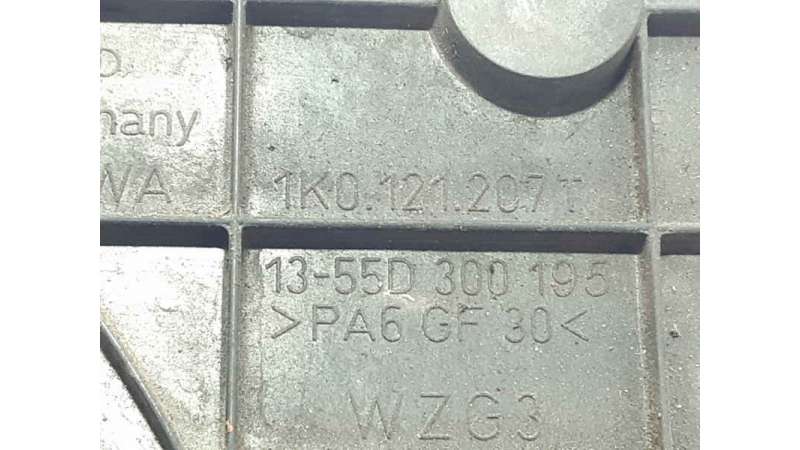 many
WA
1K0.121.207 T
13-55D 300 195
>PA6 GF 30<
WZG3